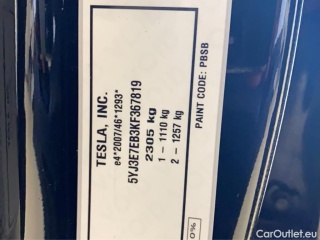 TESLA, INC.
e4*2007/46*1293*
5YJ3E7EB3KF367819
2305 kg
1 - 1110 kg
2 - 1257 kg
PAINT CODE: PBSB
0%
CarOutlet.eu